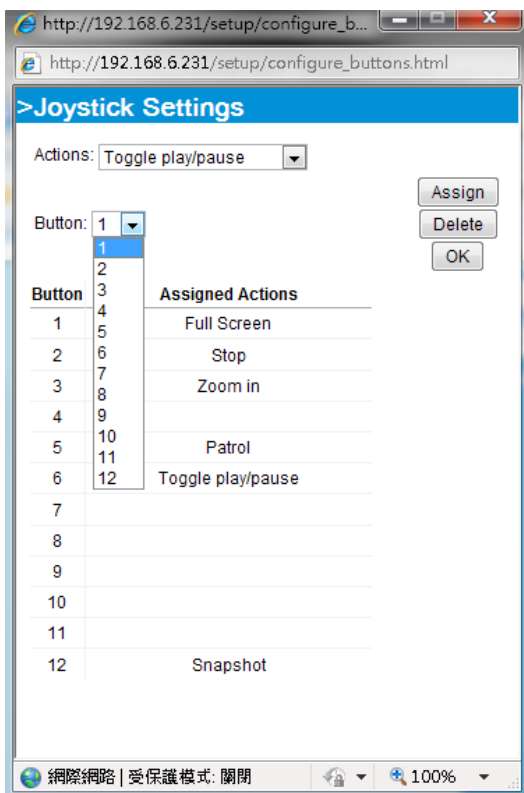 http://192.168.6.231/setup/configure_b...
http://192.168.6.231/setup/configure_buttons.html
>Joystick Settings
Actions: Toggle play/pause
Assign
Button: 1
Delete
OK
1
2
3
4
5
6
7
8
9
10
11
12
Button Assigned Actions
1 Full Screen
2 Stop
3 Zoom in
4
5 Patrol
6 Toggle play/pause
7
8
9
10
11
12 Snapshot
網際網路 | 受保護模式: 關閉 100%